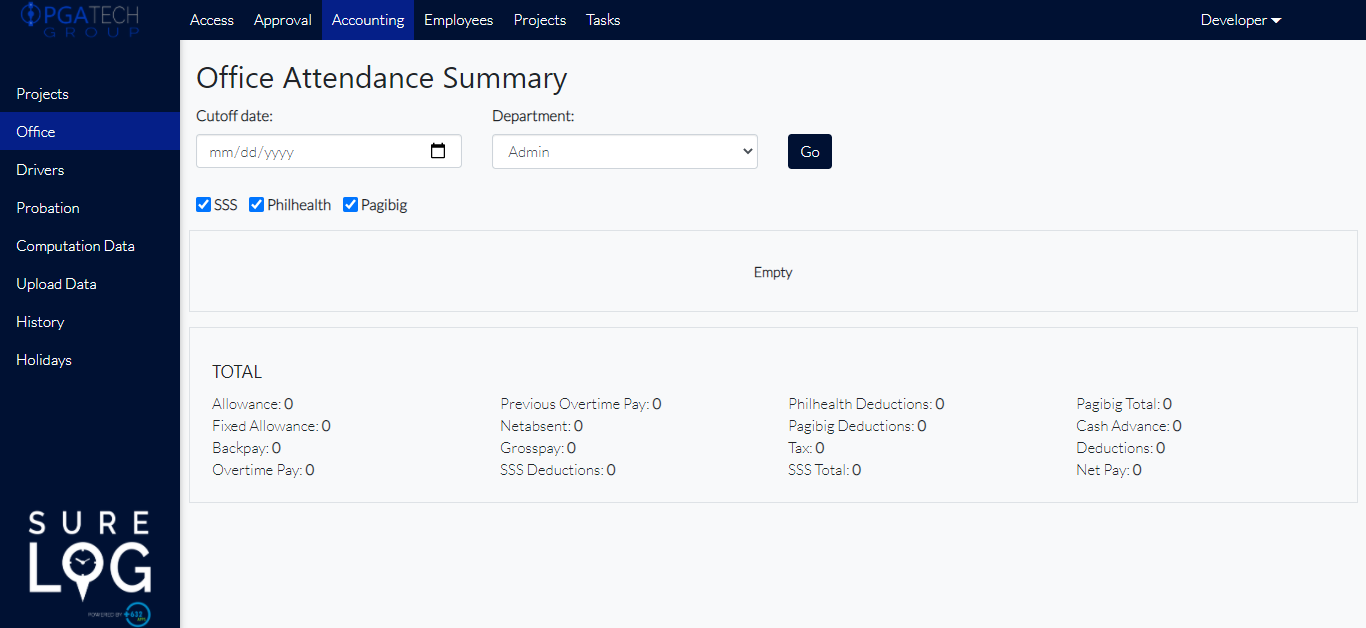 PGATECH
GROUP
Access Approval Accounting Employees Projects Tasks Developer
Projects
Office
Drivers
Probation
Computation Data
Upload Data
History
Holidays
SURE
LOG
POWERED BY 632
APPS
Office Attendance Summary
Cutoff date: Department:
mm/dd/yyyy Admin Go
SSS Philhealth Pagibig
Empty
TOTAL
Allowance: 0 Previous Overtime Pay: 0 Philhealth Deductions: 0 Pagibig Total: 0
Fixed Allowance: 0 Netabsent: 0 Pagibig Deductions: 0 Cash Advance: 0
Backpay: 0 Grosspay: 0 Tax: 0 Deductions: 0
Overtime Pay: 0 SSS Deductions: 0 SSS Total: 0 Net Pay: 0